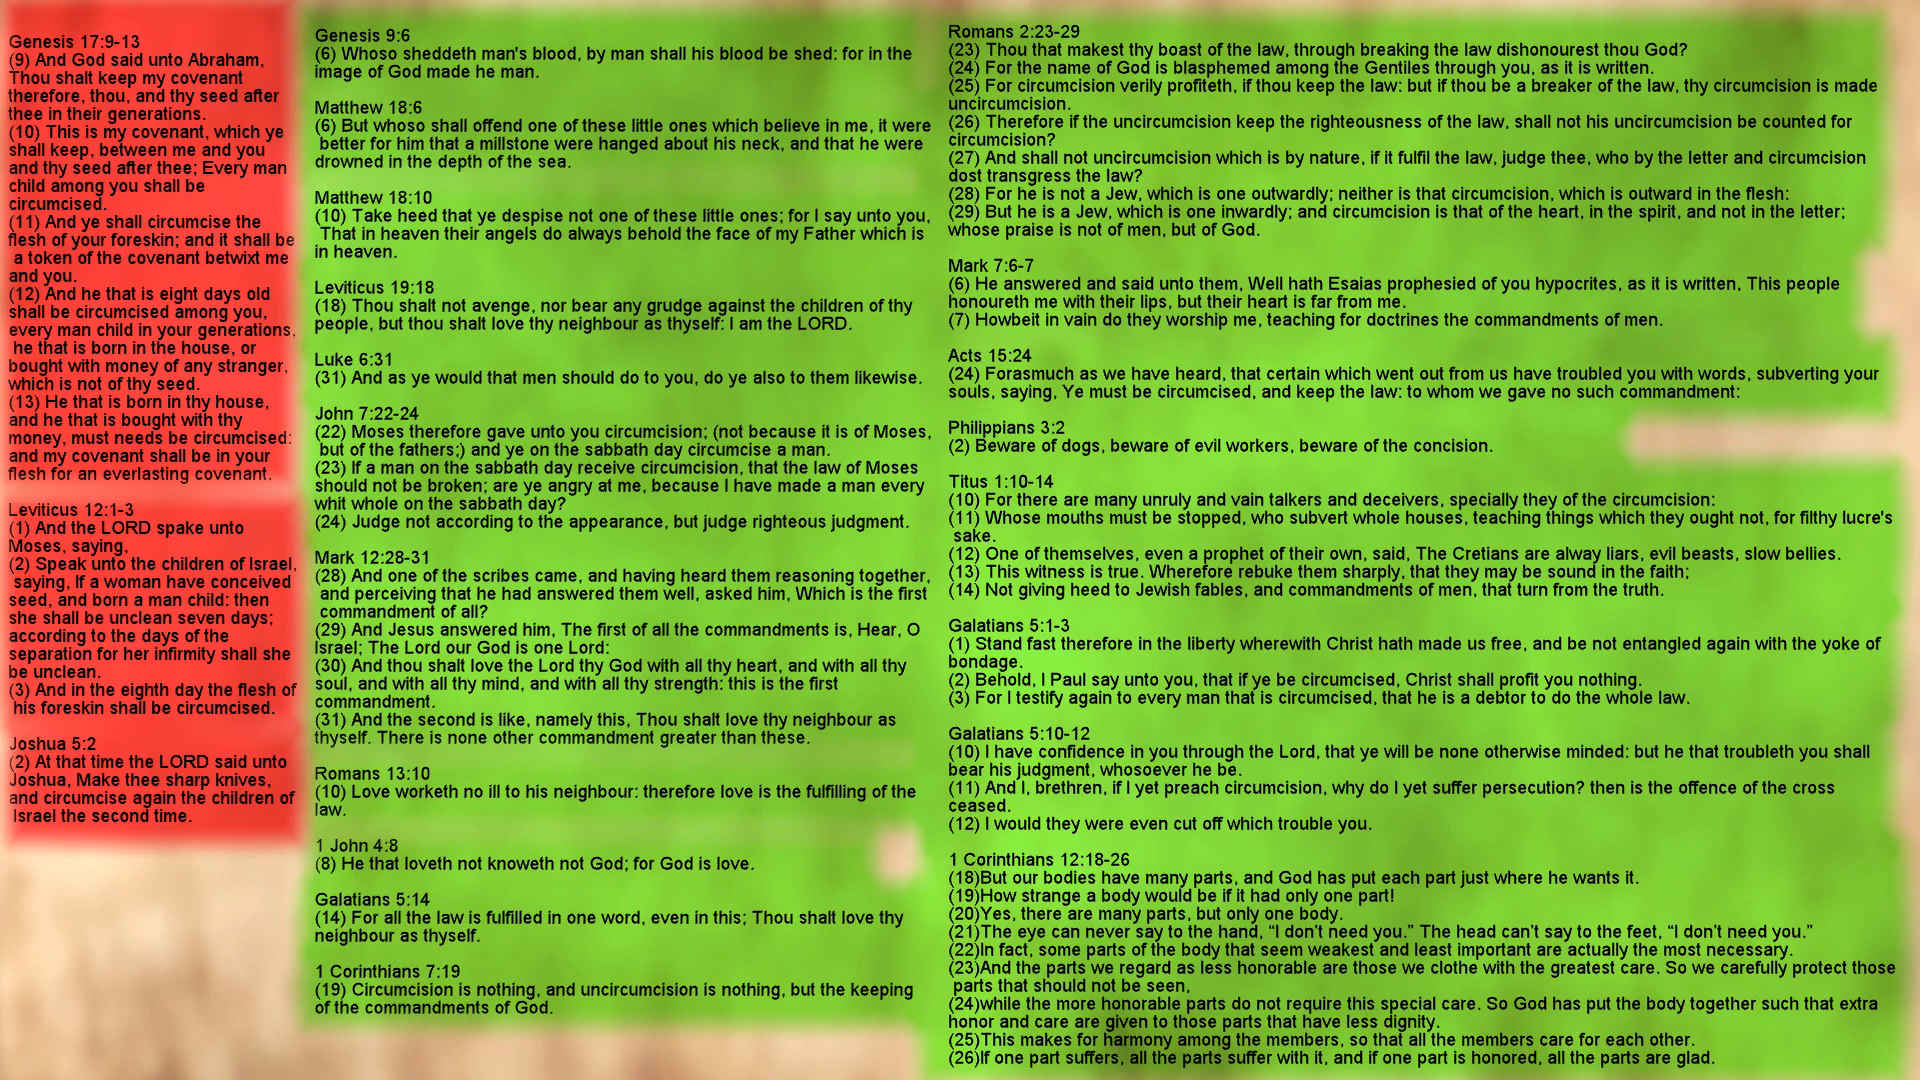 Genesis 17:9-13
(9) And God said unto Abraham,
Thou shalt keep my covenant
therefore, thou, and thy seed after
thee in their generations.
(10) This is my covenant, which ye
shall keep, between me and you
and thy seed after thee; Every man
child among you shall be
circumcised.
(11) And ye shall circumcise the
flesh of your foreskin; and it shall be
a token of the covenant betwixt me
and you.
(12) And he that is eight days old
shall be circumcised among you,
every man child in your generations,
he that is born in the house, or
bought with money of any stranger,
which is not of thy seed.
(13) He that is born in thy house,
and he that is bought with thy
money, must needs be circumcised:
and my covenant shall be in your
flesh for an everlasting covenant.
Leviticus 12:1-3
(1) And the LORD spake unto
Moses, saying,
(2) Speak unto the children of Israel,
saying, If a woman have conceived
seed, and born a man child: then
she shall be unclean seven days;
according to the days of the
separation for her infirmity shall she
be unclean.
(3) And in the eighth day the flesh of
his foreskin shall be circumcised.
Joshua 5:2
(2) At that time the LORD said unto
Joshua, Make thee sharp knives,
and circumcise again the children of
Israel the second time.
Genesis 9:6
(6) Whoso sheddeth man's blood, by man shall his blood be shed: for in the
image of God made he man.
Matthew 18:6
(6) But whoso shall offend one of these little ones which believe in me, it were
better for him that a millstone were hanged about his neck, and that he were
drowned in the depth of the sea.
Matthew 18:10
(10) Take heed that ye despise not one of these little ones; for I say unto you,
That in heaven their angels do always behold the face of my Father which is
in heaven.
Leviticus 19:18
(18) Thou shalt not avenge, nor bear any grudge against the children of thy
people, but thou shalt love thy neighbour as thyself: I am the LORD.
Luke 6:31
(31) And as ye would that men should do to you, do ye also to them likewise.
John 7:22-24
(22) Moses therefore gave unto you circumcision; (not because it is of Moses,
but of the fathers;) and ye on the sabbath day circumcise a man.
(23) If a man on the sabbath day receive circumcision, that the law of Moses
should not be broken; are ye angry at me, because I have made a man every
whit whole on the sabbath day?
(24) Judge not according to the appearance, but judge righteous judgment.
Mark 12:28-31
(28) And one of the scribes came, and having heard them reasoning together,
and perceiving that he had answered them well, asked him, Which is the first
commandment of all?
(29) And Jesus answered him, The first of all the commandments is, Hear, O
Israel; The Lord our God is one Lord:
(30) And thou shalt love the Lord thy God with all thy heart, and with all thy
soul, and with all thy mind, and with all thy strength: this is the first
commandment.
(31) And the second is like, namely this, Thou shalt love thy neighbour as
thyself. There is none other commandment greater than these.
Romans 13:10
(10) Love worketh no ill to his neighbour: therefore love is the fulfilling of the
law.
1 John 4:8
(8) He that loveth not knoweth not God; for God is love.
Galatians 5:14
(14) For all the law is fulfilled in one word, even in this; Thou shalt love thy
neighbour as thyself.
1 Corinthians 7:19
(19) Circumcision is nothing, and uncircumcision is nothing, but the keeping
of the commandments of God.
Romans 2:23-29
(23) Thou that makest thy boast of the law, through breaking the law dishonourest thou God?
(24) For the name of God is blasphemed among the Gentiles through you, as it is written.
(25) For circumcision verily profiteth, if thou keep the law: but if thou be a breaker of the law, thy circumcision is made
uncircumcision.
(26) Therefore if the uncircumcision keep the righteousness of the law, shall not his uncircumcision be counted for
circumcision?
(27) And shall not uncircumcision which is by nature, if it fulfil the law, judge thee, who by the letter and circumcision
dost transgress the law?
(28) For he is not a Jew, which is one outwardly; neither is that circumcision, which is outward in the flesh:
(29) But he is a Jew, which is one inwardly; and circumcision is that of the heart, in the spirit, and not in the letter;
whose praise is not of men, but of God.
Mark 7:6-7
(6) He answered and said unto them, Well hath Esaias prophesied of you hypocrites, as it is written, This people
honoureth me with their lips, but their heart is far from me.
(7) Howbeit in vain do they worship me, teaching for doctrines the commandments of men.
Acts 15:24
(24) Forasmuch as we have heard, that certain which went out from us have troubled you with words, subverting your
souls, saying, Ye must be circumcised, and keep the law: to whom we gave no such commandment:
Philippians 3:2
(2) Beware of dogs, beware of evil workers, beware of the concision.
Titus 1:10-14
(10) For there are many unruly and vain talkers and deceivers, specially they of the circumcision:
(11) Whose mouths must be stopped, who subvert whole houses, teaching things which they ought not, for filthy lucre's
sake.
(12) One of themselves, even a prophet of their own, said, The Cretians are alway liars, evil beasts, slow bellies.
(13) This witness is true. Wherefore rebuke them sharply, that they may be sound in the faith;
(14) Not giving heed to Jewish fables, and commandments of men, that turn from the truth.
Galatians 5:1-3
(1) Stand fast therefore in the liberty wherewith Christ hath made us free, and be not entangled again with the yoke of
bondage.
(2) Behold, I Paul say unto you, that if ye be circumcised, Christ shall profit you nothing.
(3) For I testify again to every man that is circumcised, that he is a debtor to do the whole law.
Galatians 5:10-12
(10) I have confidence in you through the Lord, that ye will be none otherwise minded: but he that troubleth you shall
bear his judgment, whosoever he be.
(11) And I, brethren, if I yet preach circumcision, why do I yet suffer persecution? then is the offence of the cross
ceased.
(12) I would they were even cut off which trouble you.
1 Corinthians 12:18-26
(18)But our bodies have many parts, and God has put each part just where he wants it.
(19)How strange a body would be if it had only one part!
(20)Yes, there are many parts, but only one body.
(21)The eye can never say to the hand, “I don’t need you.” The head can’t say to the feet, “I don’t need you.”
(22)In fact, some parts of the body that seem weakest and least important are actually the most necessary.
(23)And the parts we regard as less honorable are those we clothe with the greatest care. So we carefully protect those
parts that should not be seen,
(24)while the more honorable parts do not require this special care. So God has put the body together such that extra
honor and care are given to those parts that have less dignity.
(25)This makes for harmony among the members, so that all the members care for each other.
(26)If one part suffers, all the parts suffer with it, and if one part is honored, all the parts are glad.